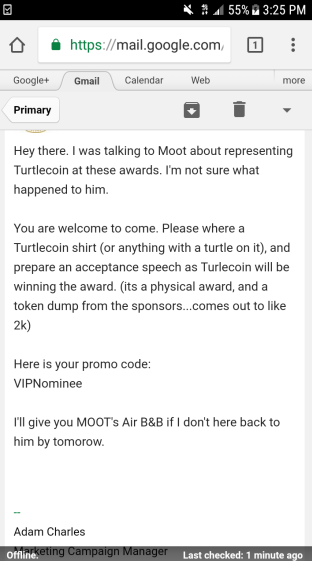 55% 3:25 PM
https://mail.google.com/
1
Google+ Gmail Calendar Web more
Primary
Hey there. I was talking to Moot about representing
Turtlecoin at these awards. I'm not sure what
happened to him.
You are welcome to come. Please where a
Turtlecoin shirt (or anything with a turtle on it), and
prepare an acceptance speech as Turlecoin will be
winning the award. (its a physical award, and a
token dump from the sponsors...comes out to like
2k)
Here is your promo code:
VIPNominee
I'll give you MOOT's Air B&B if I don't here back to
him by tomorow.
--
Adam Charles
Marketing Campaign Manager
Offline. Last checked: 1 minute ago